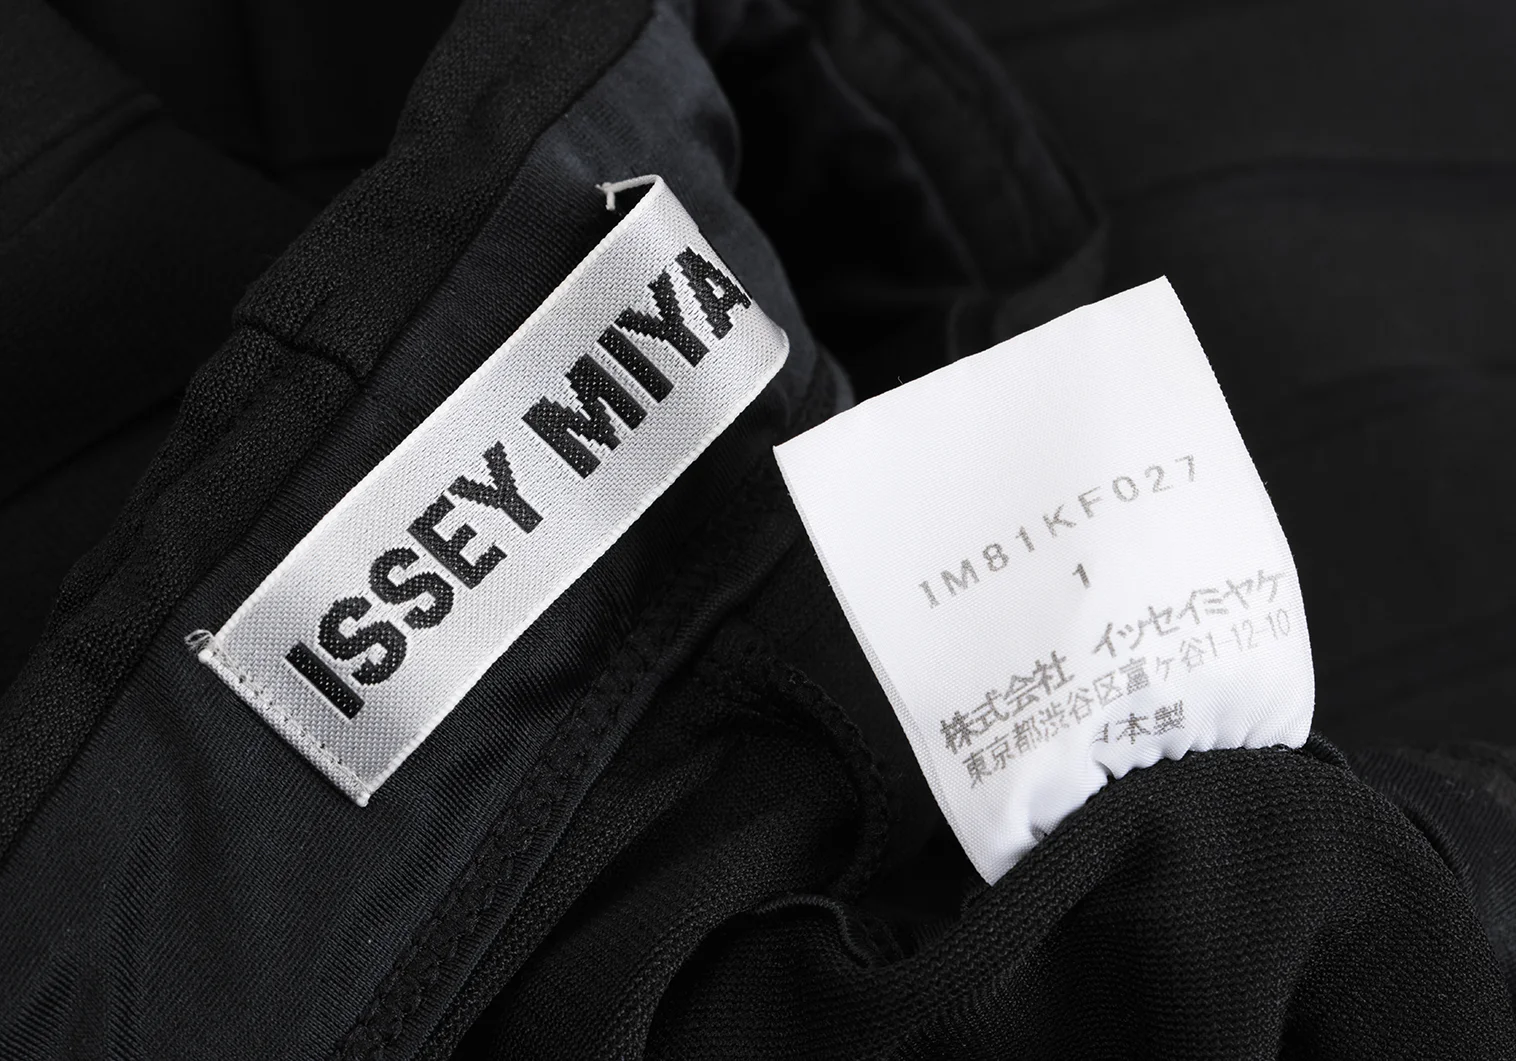 ISSEY MIYA
IM81KF027
1
株式会社 イッセイミヤケ
東京都渋谷区富ヶ谷1-12-10
日本製